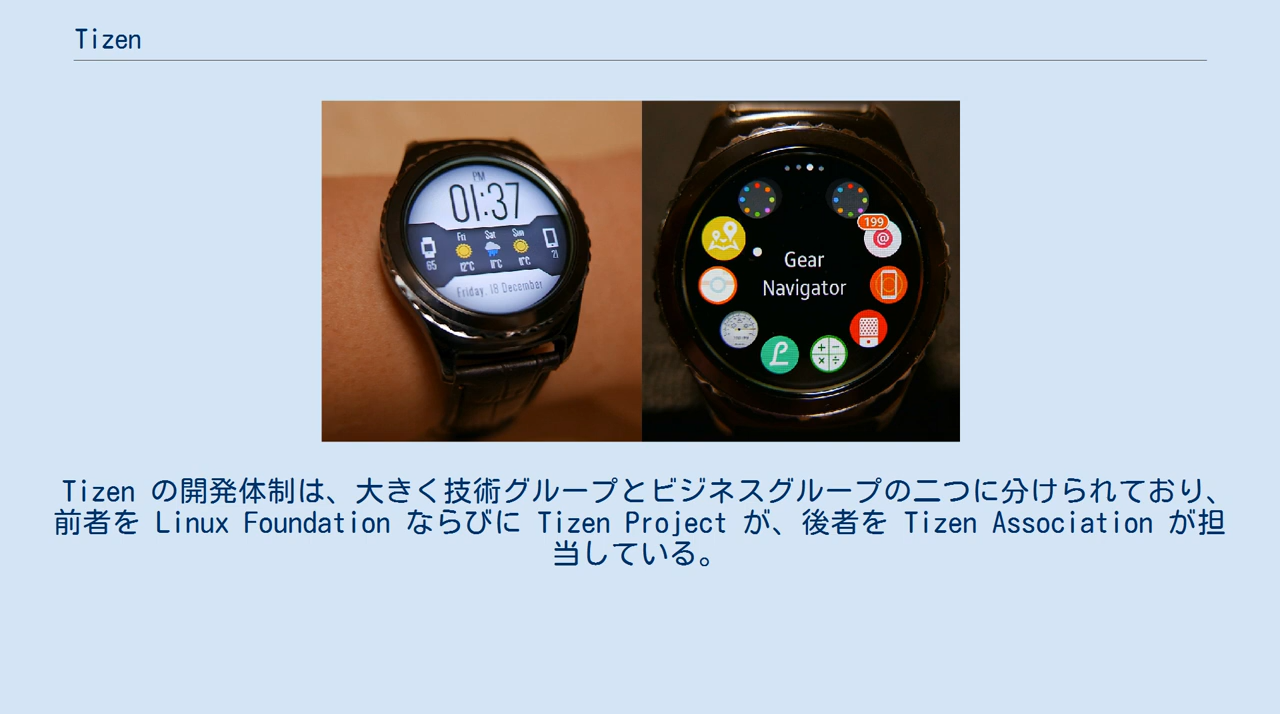 Tizen
PM
01:37
Fri Sat Sun
65
12°C 11°C 11°C
71
Friday, 18 December
199
@
Gear
Navigator
Tizen の開発体制は、大きく技術グループとビジネスグループの二つに分けられており、
前者を Linux Foundation ならびに Tizen Project が、後者を Tizen Association が担
当している。